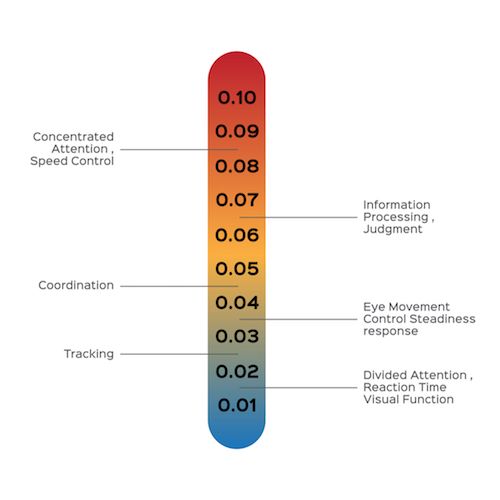 0.10
0.09
Concentrated
Attention ,
Speed Control
0.08
0.07
Information
Processing ,
Judgment
0.06
0.05
Coordination
0.04
Eye Movement
Control Steadiness
response
0.03
Tracking
0.02
Divided Attention ,
Reaction Time
Visual Function
0.01